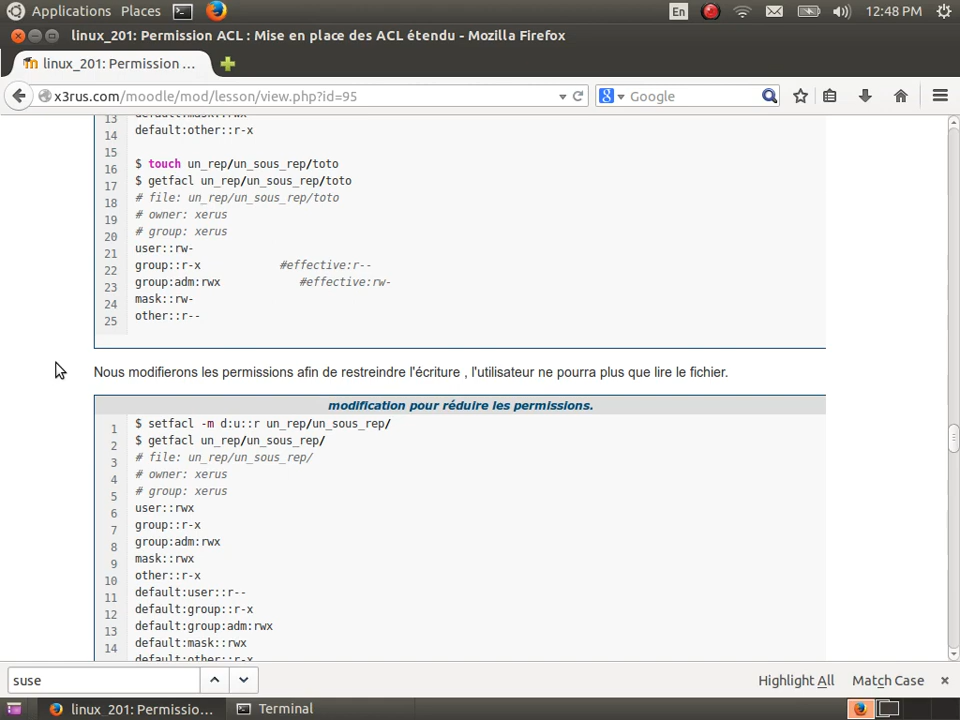 Applications Places En 12:48 PM
linux_201: Permission ACL : Mise en place des ACL étendu - Mozilla Firefox
linux_201: Permission ...
x3rus.com/moodle/mod/lesson/view.php?id=95 Google
13 default:mask::rwx
14 default:other::r-x
15
16 $ touch un_rep/un_sous_rep/toto
17 $ getfacl un_rep/un_sous_rep/toto
18 # file: un_rep/un_sous_rep/toto
19 # owner: xerus
20 # group: xerus
21 user::rw-
22 group::r-x #effective:r--
23 group:adm:rwx #effective:rw-
24 mask::rw-
25 other::r--
Nous modifierons les permissions afin de restreindre l'écriture , l'utilisateur ne pourra plus que lire le fichier.
modification pour réduire les permissions.
1 $ setfacl -m d:u::r un_rep/un_sous_rep/
2 $ getfacl un_rep/un_sous_rep/
3 # file: un_rep/un_sous_rep/
4 # owner: xerus
5 # group: xerus
6 user::rwx
7 group::r-x
8 group:adm:rwx
9 mask::rwx
10 other::r-x
11 default:user::r--
12 default:group::r-x
13 default:group:adm:rwx
14 default:mask::rwx
default:other::r-x
suse Highlight All Match Case
linux_201: Permissio... Terminal